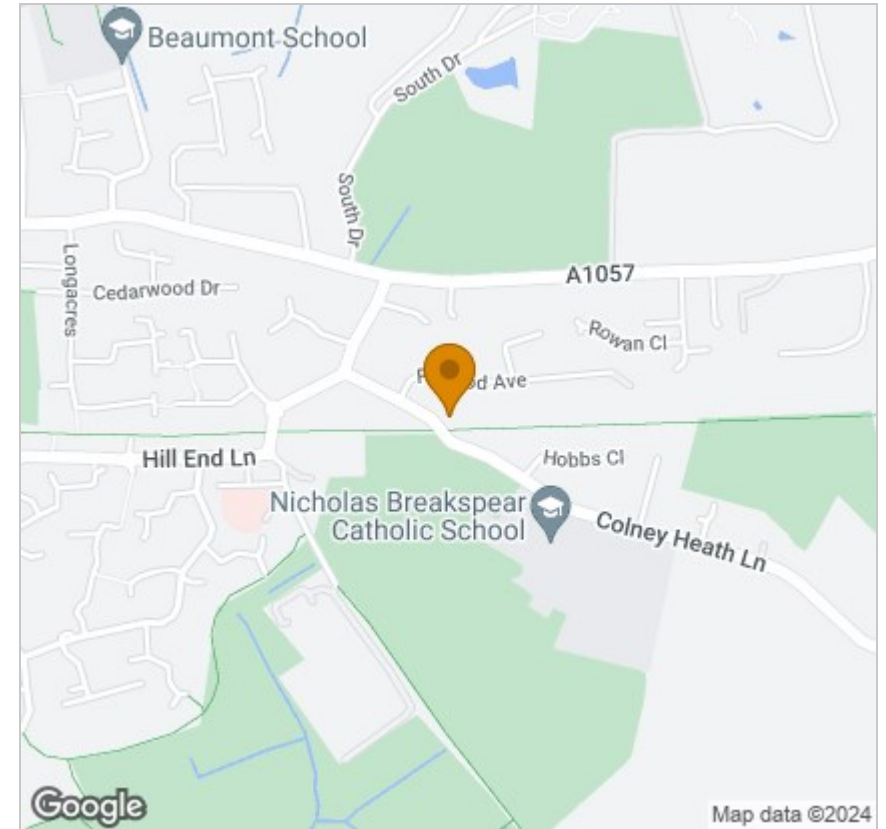 Beaumont School
South Dr
South Dr
Longacres
Cedarwood Dr
A1057
Rowan Cl
Ave
Hill End Ln
Hobbs Cl
Nicholas Breakspear
Catholic School
Colney Heath Ln
Google
Map data ©2024